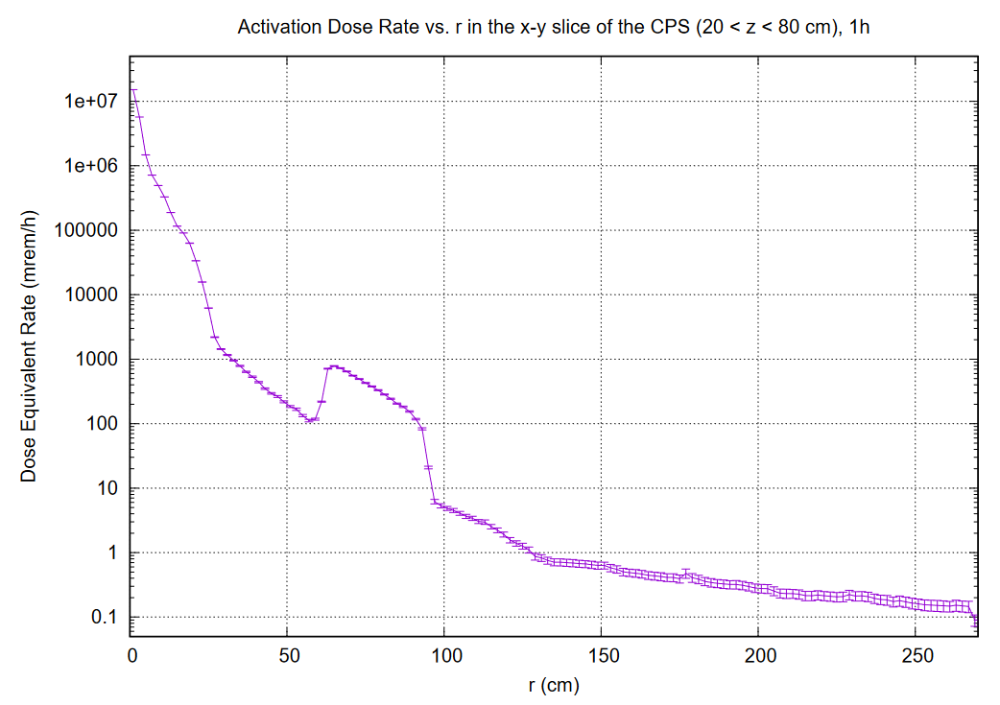 Activation Dose Rate vs. r in the x-y slice of the CPS (20 < z < 80 cm), 1h
Dose Equivalent Rate (mrem/h)
1e+07
1e+06
100000
10000
1000
100
10
1
0.1
0 50 100 150 200 250
r (cm)